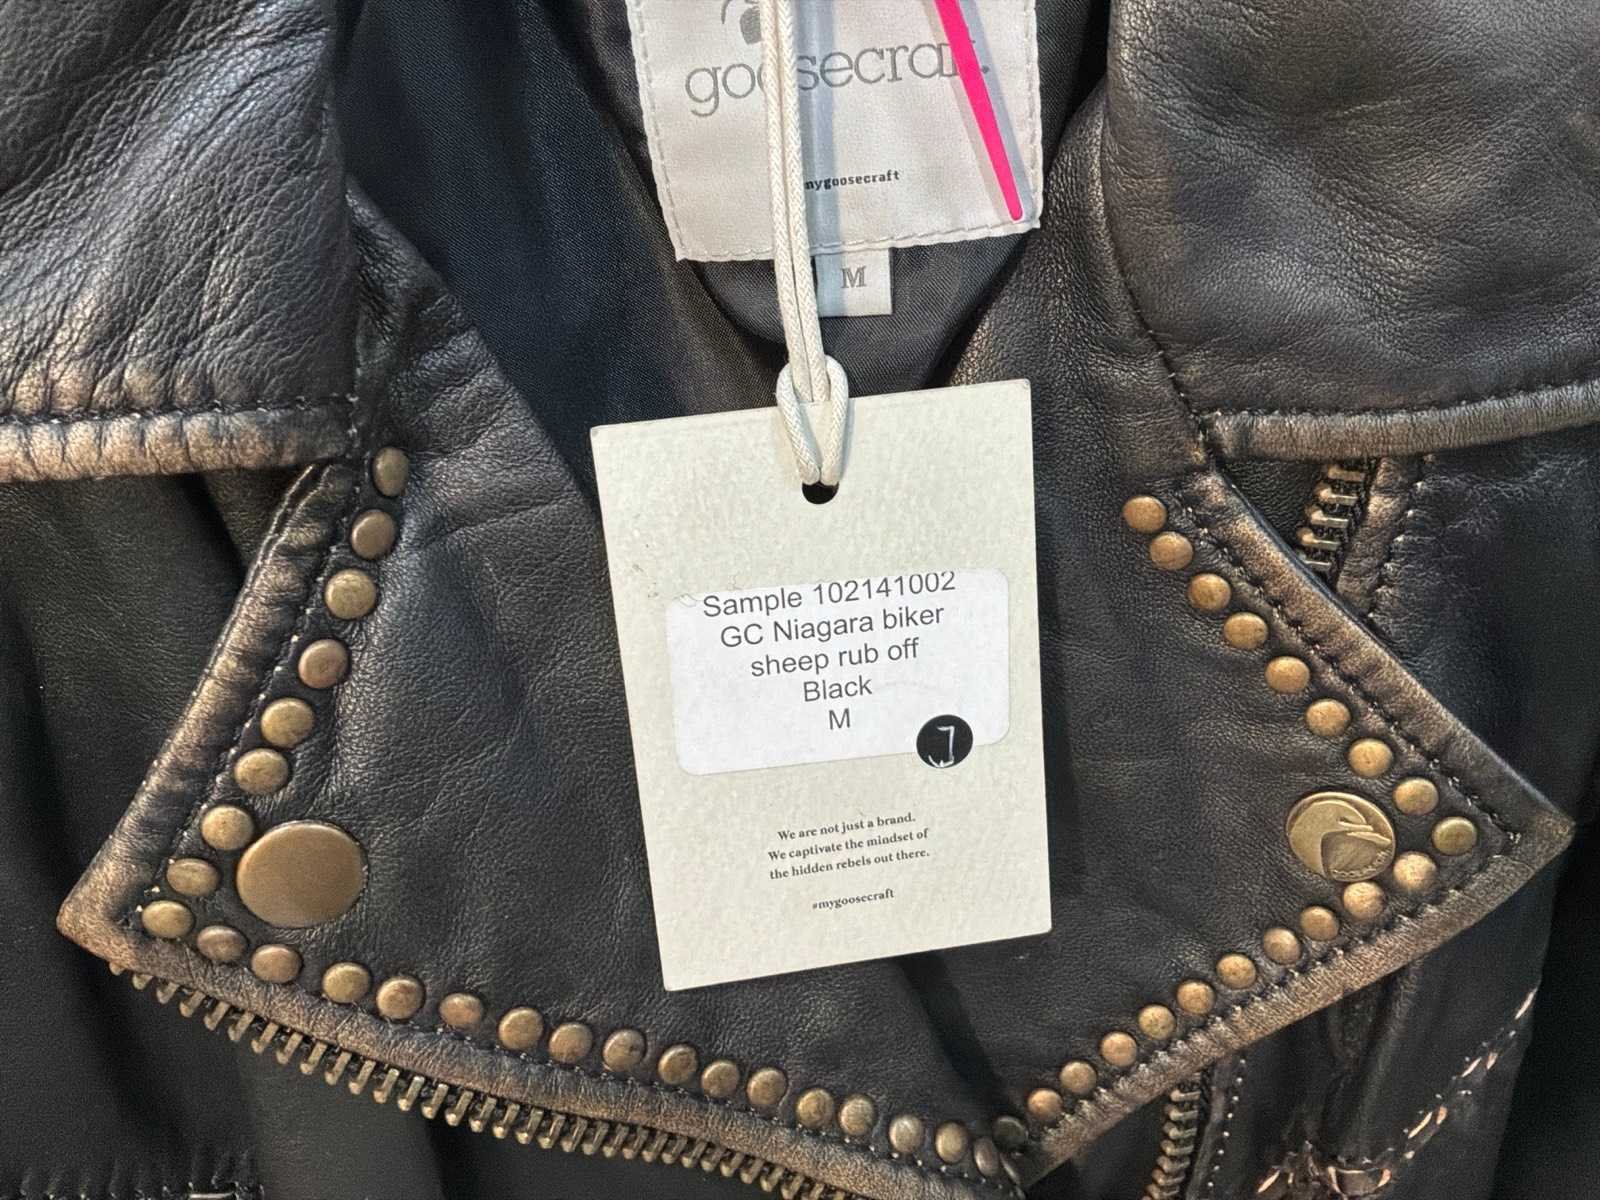 goosecraft.
#mygoosecraft
M
Sample 102141002
GC Niagara biker
sheep rub off
Black
M
We are not just a brand.
We captivate the mindset of
the hidden rebels out there.
#mygoosecraft